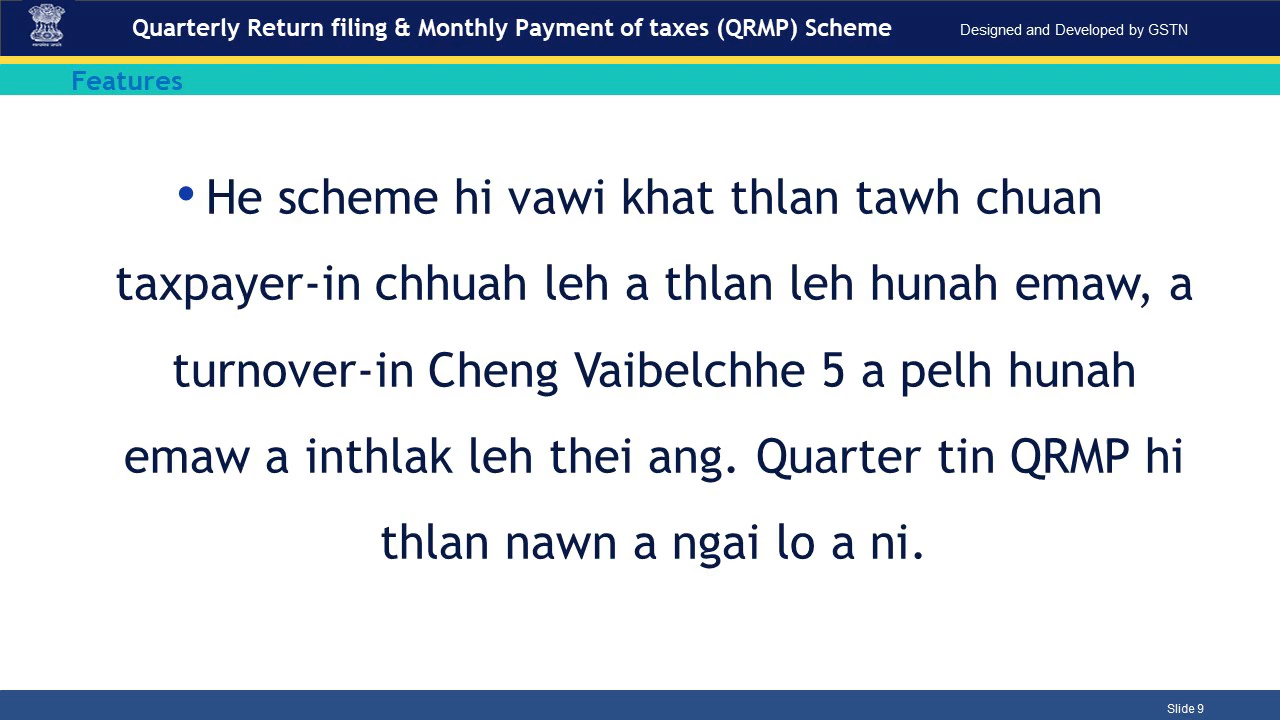 Quarterly Return filing & Monthly Payment of taxes (QRMP) Scheme
Designed and Developed by GSTN
Features
• He scheme hi vawi khat thlan tawh chuan
taxpayer-in chhuah leh a thlan leh hunah emaw, a
turnover-in Cheng Vaibelchhe 5 a pelh hunah
emaw a inthlak leh thei ang. Quarter tin QRMP hi
thlan nawn a ngai lo a ni.
Slide 9